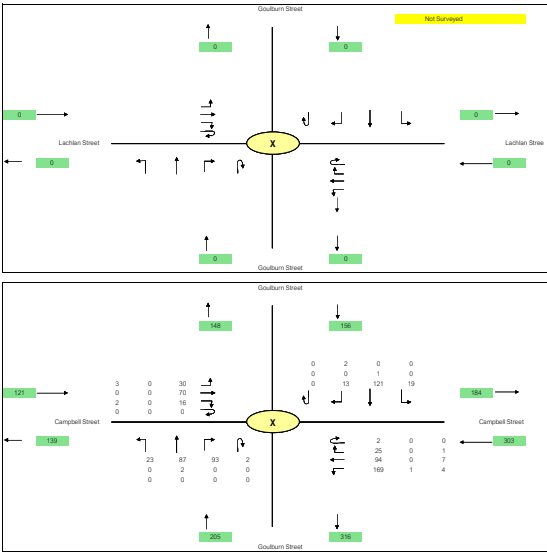 Goulburn Street
Not Surveyed
0 0
0 0
Lachlan Street X Lachlan Stree
0 0
0 0
Goulburn Street
Goulburn Street
148 156
0 2 0 0
0 0 1 0
3 0 30 0 13 121 19
121 0 0 70 184
2 0 16
0 0 0
Campbell Street X Campbell Street
139 2 0 0 303
25 0 1
23 87 93 2 94 0 7
0 2 0 0 169 1 4
0 0 0 0
205 316
Goulburn Street